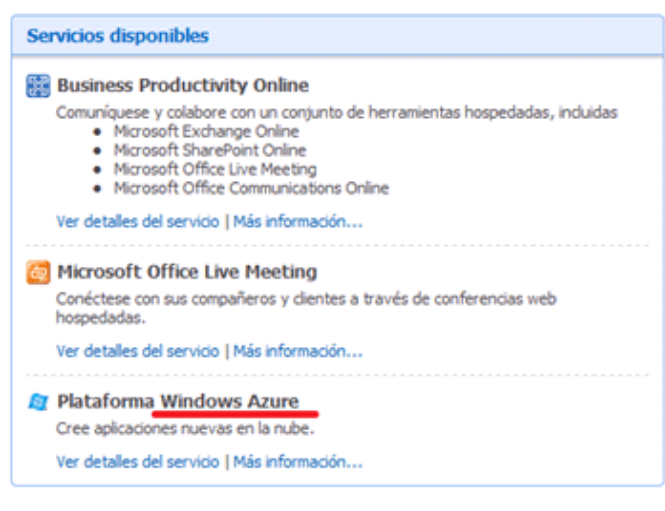 Servicios disponibles
Business Productivity Online
Comuníquese y colabore con un conjunto de herramientas hospedadas, incluidas
● Microsoft Exchange Online
● Microsoft SharePoint Online
● Microsoft Office Live Meeting
● Microsoft Office Communications Online
Ver detalles del servicio | Más información...
Microsoft Office Live Meeting
Conéctese con sus compañeros y clientes a través de conferencias web
hospedadas.
Ver detalles del servicio | Más información...
Plataforma Windows Azure
Cree aplicaciones nuevas en la nube.
Ver detalles del servicio | Más información...